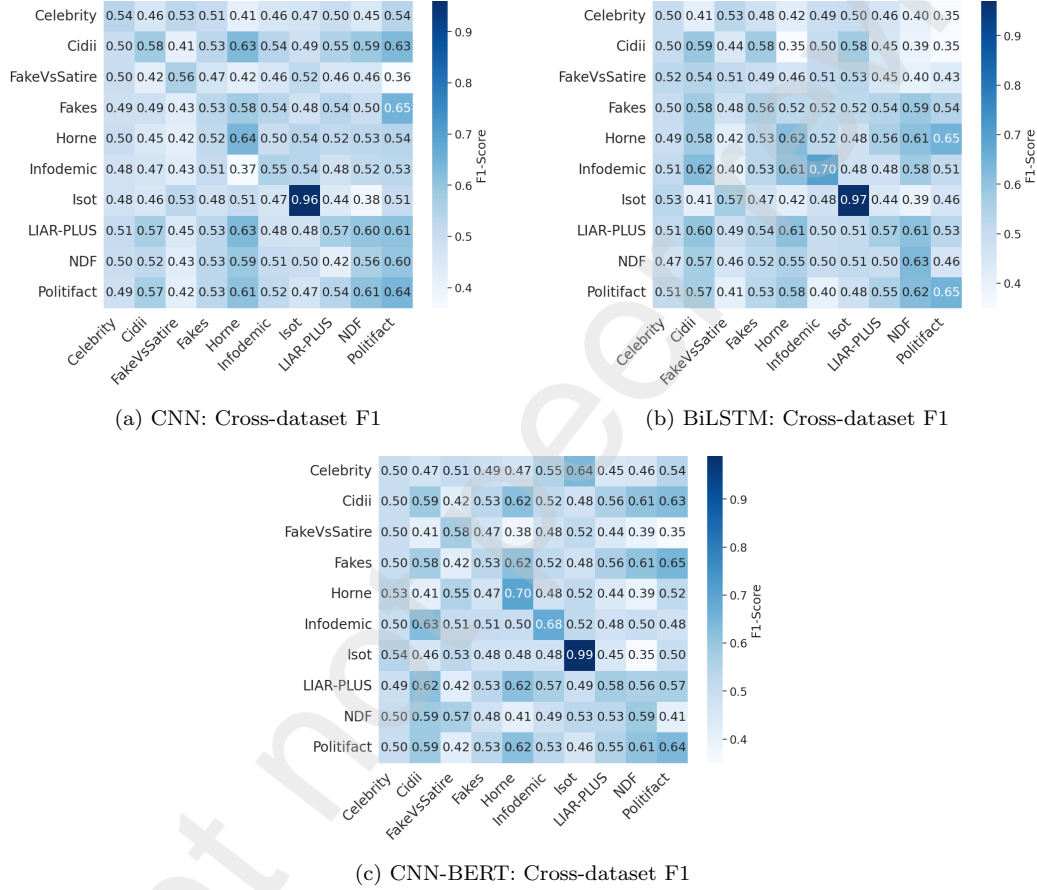 Celebrity 0.54 0.46 0.53 0.51 0.41 0.46 0.47 0.50 0.45 0.54
Cidii 0.50 0.58 0.41 0.53 0.63 0.54 0.49 0.55 0.59 0.63
FakeVsSatire 0.50 0.42 0.56 0.47 0.42 0.46 0.52 0.46 0.46 0.36
Fakes 0.49 0.49 0.43 0.53 0.58 0.54 0.48 0.54 0.50 0.65
Horne 0.50 0.45 0.42 0.52 0.64 0.50 0.54 0.52 0.53 0.54
Infodemic 0.48 0.47 0.43 0.51 0.37 0.55 0.54 0.48 0.52 0.53
Isot 0.48 0.46 0.53 0.48 0.51 0.47 0.96 0.44 0.38 0.51
LIAR-PLUS 0.51 0.57 0.45 0.53 0.63 0.48 0.48 0.57 0.60 0.61
NDF 0.50 0.52 0.43 0.53 0.59 0.51 0.50 0.42 0.56 0.60
Politifact 0.49 0.57 0.42 0.53 0.61 0.52 0.47 0.54 0.61 0.64
Celebrity Cidii FakeVsSatire Fakes Horne Infodemic Isot LIAR-PLUS NDF Politifact
0.9
0.8
0.7
0.6
0.5
0.4
F1-Score
(a) CNN: Cross-dataset F1
Celebrity 0.50 0.41 0.53 0.48 0.42 0.49 0.50 0.46 0.40 0.35
Cidii 0.50 0.59 0.44 0.58 0.35 0.50 0.58 0.45 0.39 0.35
FakeVsSatire 0.52 0.54 0.51 0.49 0.46 0.51 0.53 0.45 0.40 0.43
Fakes 0.50 0.58 0.48 0.56 0.52 0.52 0.52 0.54 0.59 0.54
Horne 0.49 0.58 0.42 0.53 0.62 0.52 0.48 0.56 0.61 0.65
Infodemic 0.51 0.62 0.40 0.53 0.61 0.70 0.48 0.48 0.58 0.51
Isot 0.53 0.41 0.57 0.47 0.42 0.48 0.97 0.44 0.39 0.46
LIAR-PLUS 0.51 0.60 0.49 0.54 0.61 0.50 0.51 0.57 0.61 0.53
NDF 0.47 0.57 0.46 0.52 0.55 0.50 0.51 0.50 0.63 0.46
Politifact 0.51 0.57 0.41 0.53 0.58 0.40 0.48 0.55 0.62 0.65
Celebrity Cidii FakeVsSatire Fakes Horne Infodemic Isot LIAR-PLUS NDF Politifact
0.9
0.8
0.7
0.6
0.5
0.4
F1-Score
(b) BiLSTM: Cross-dataset F1
Celebrity 0.50 0.47 0.51 0.49 0.47 0.55 0.64 0.45 0.46 0.54
Cidii 0.50 0.59 0.42 0.53 0.62 0.52 0.48 0.56 0.61 0.63
FakeVsSatire 0.50 0.41 0.58 0.47 0.38 0.48 0.52 0.44 0.39 0.35
Fakes 0.50 0.58 0.42 0.53 0.62 0.52 0.48 0.56 0.61 0.65
Horne 0.53 0.41 0.55 0.47 0.70 0.48 0.52 0.44 0.39 0.52
Infodemic 0.50 0.63 0.51 0.51 0.50 0.68 0.52 0.48 0.50 0.48
Isot 0.54 0.46 0.53 0.48 0.48 0.48 0.99 0.45 0.35 0.50
LIAR-PLUS 0.49 0.62 0.42 0.53 0.62 0.57 0.49 0.58 0.56 0.57
NDF 0.50 0.59 0.57 0.48 0.41 0.49 0.53 0.53 0.59 0.41
Politifact 0.50 0.59 0.42 0.53 0.62 0.53 0.46 0.55 0.61 0.64
Celebrity Cidii FakeVsSatire Fakes Horne Infodemic Isot LIAR-PLUS NDF Politifact
0.9
0.8
0.7
0.6
0.5
0.4
F1-Score
(c) CNN-BERT: Cross-dataset F1